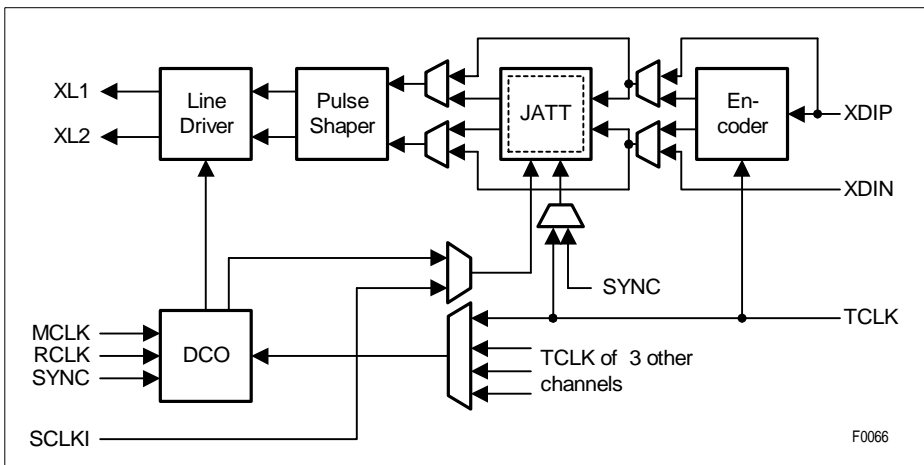 XL1
XL2
Line
Driver
Pulse
Shaper
JATT
En-
coder
XDIP
XDIN
SYNC
MCLK
RCLK
SYNC
DCO
TCLK
TCLK of 3 other
channels
SCLKI
F0066